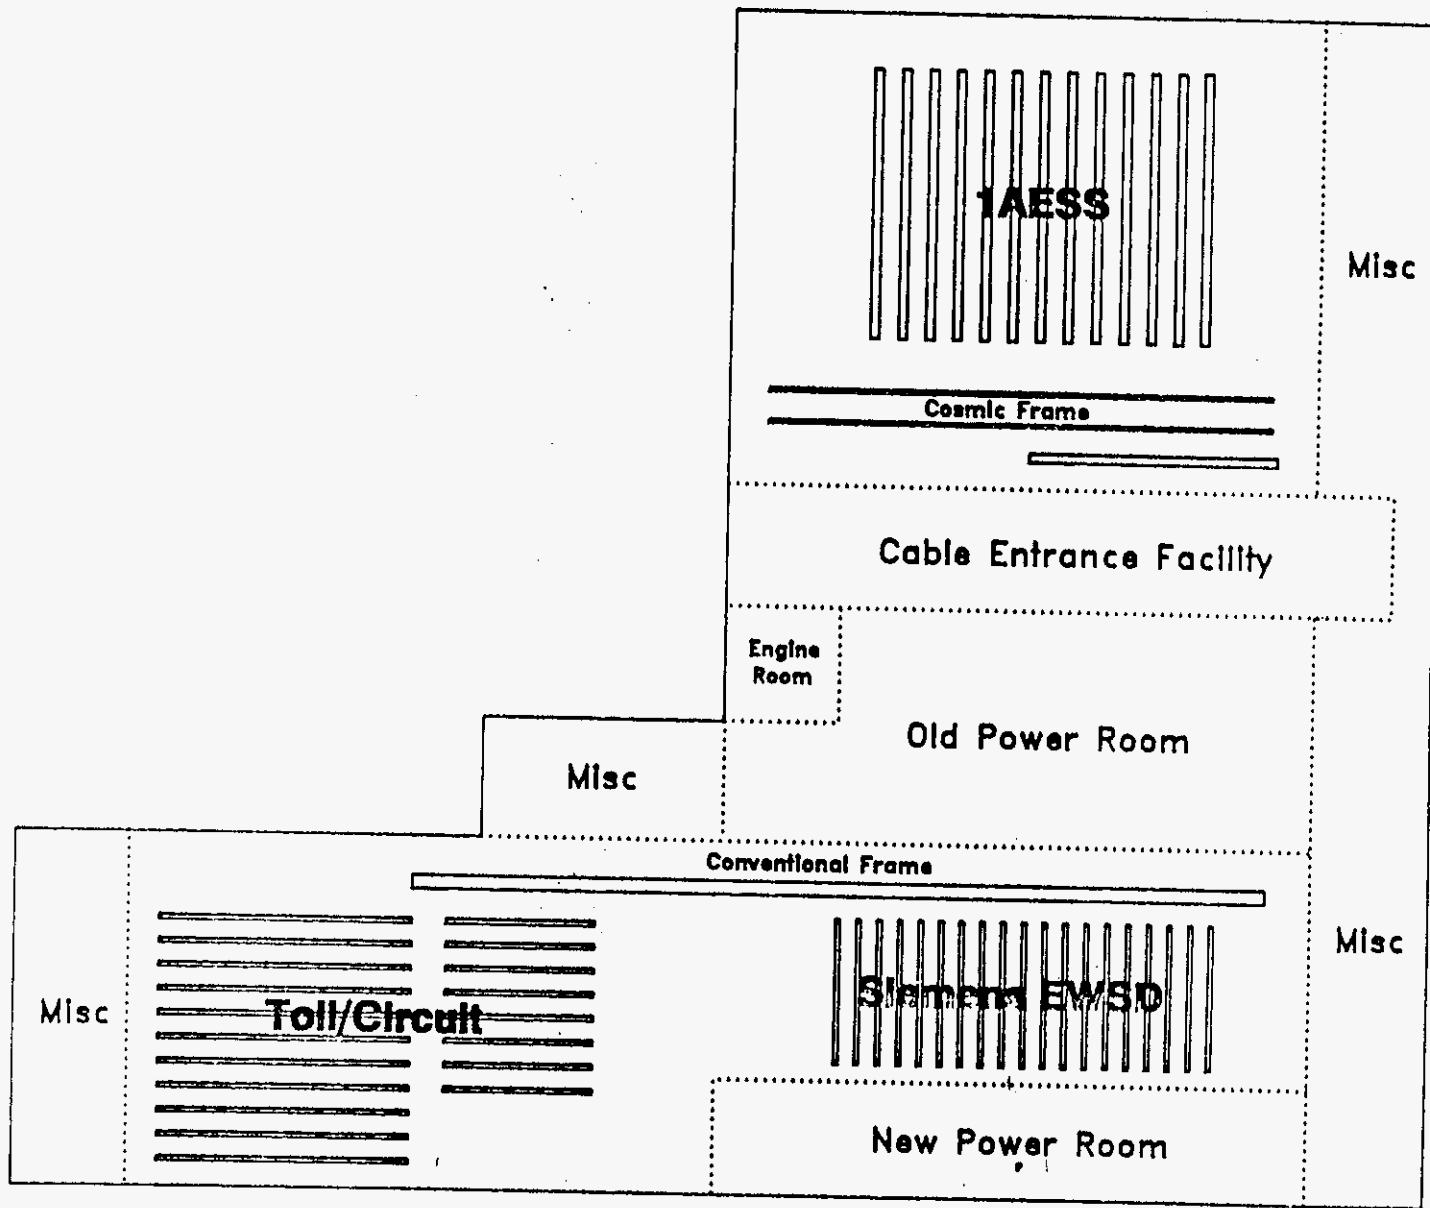 1AESS
Misc
Cosmic Frame
Cable Entrance Facility
Engine
Room
Old Power Room
Misc
Conventional Frame
Misc
Misc
Toll/Circuit
Siemens EWSD
New Power Room